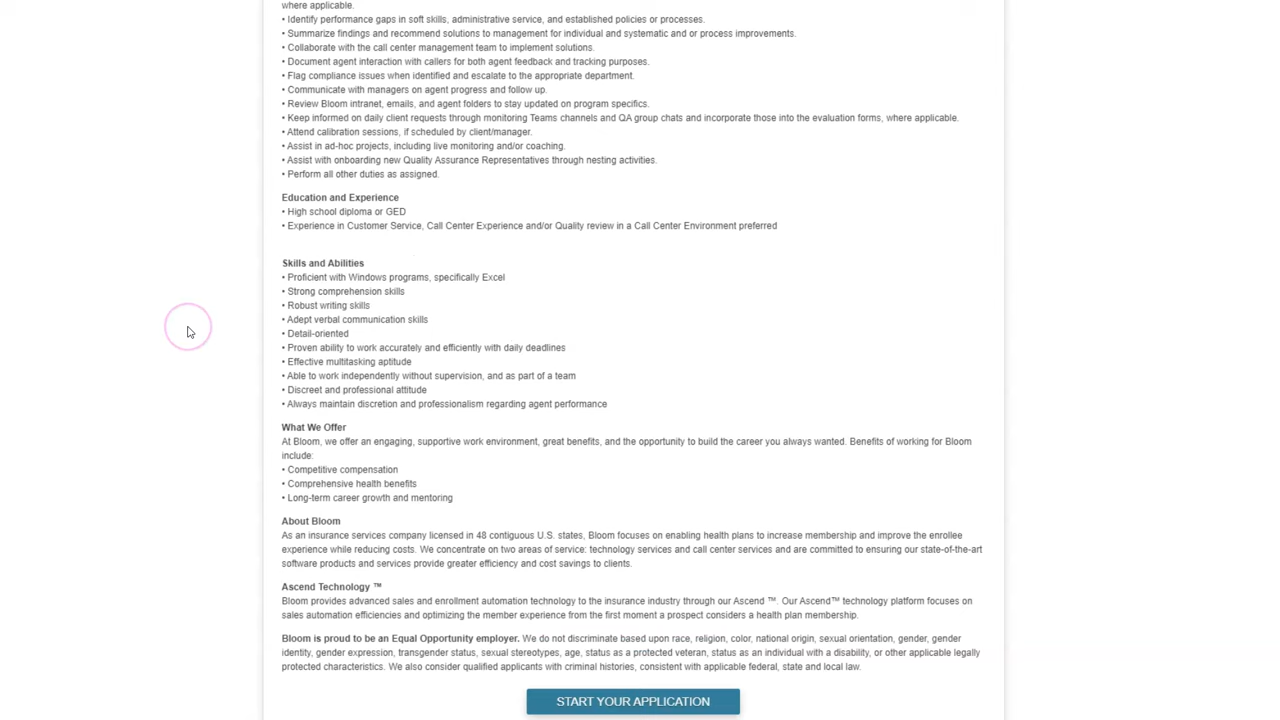 where applicable.
• Identify performance gaps in soft skills, administrative service, and established policies or processes.
• Summarize findings and recommend solutions to management for individual and systematic and or process improvements.
• Collaborate with the call center management team to implement solutions.
• Document agent interaction with callers for both agent feedback and tracking purposes.
• Flag compliance issues when identified and escalate to the appropriate department.
• Communicate with managers on agent progress and follow up.
• Review Bloom intranet, emails, and agent folders to stay updated on program specifics.
• Keep informed on daily client requests through monitoring Teams channels and QA group chats and incorporate those into the evaluation forms, where applicable.
• Attend calibration sessions, if scheduled by client/manager.
• Assist in ad-hoc projects, including live monitoring and/or coaching.
• Assist with onboarding new Quality Assurance Representatives through nesting activities.
• Perform all other duties as assigned.
Education and Experience
• High school diploma or GED
• Experience in Customer Service, Call Center Experience and/or Quality review in a Call Center Environment preferred
Skills and Abilities
• Proficient with Windows programs, specifically Excel
• Strong comprehension skills
• Robust writing skills
• Adept verbal communication skills
• Detail-oriented
• Proven ability to work accurately and efficiently with daily deadlines
• Effective multitasking aptitude
• Able to work independently without supervision, and as part of a team
• Discreet and professional attitude
• Always maintain discretion and professionalism regarding agent performance
What We Offer
At Bloom, we offer an engaging, supportive work environment, great benefits, and the opportunity to build the career you always wanted. Benefits of working for Bloom
include:
• Competitive compensation
• Comprehensive health benefits
• Long-term career growth and mentoring
About Bloom
As an insurance services company licensed in 48 contiguous U.S. states, Bloom focuses on enabling health plans to increase membership and improve the enrollee
experience while reducing costs. We concentrate on two areas of service: technology services and call center services and are committed to ensuring our state-of-the-art
software products and services provide greater efficiency and cost savings to clients.
Ascend Technology ™
Bloom provides advanced sales and enrollment automation technology to the insurance industry through our Ascend ™. Our Ascend™ technology platform focuses on
sales automation efficiencies and optimizing the member experience from the first moment a prospect considers a health plan membership.
Bloom is proud to be an Equal Opportunity employer. We do not discriminate based upon race, religion, color, national origin, sexual orientation, gender, gender
identity, gender expression, transgender status, sexual stereotypes, age, status as a protected veteran, status as an individual with a disability, or other applicable legally
protected characteristics. We also consider qualified applicants with criminal histories, consistent with applicable federal, state and local law.
START YOUR APPLICATION